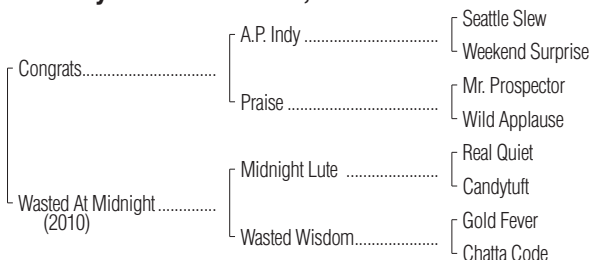 Seattle Slew
A.P. Indy ..................................
Weekend Surprise
Congrats.................................
Mr. Prospector
Praise ......................................
Wild Applause
Real Quiet
Midnight Lute .......................
Candytuft
Wasted At Midnight..............
(2010)
Gold Fever
Wasted Wisdom.....................
Chatta Code